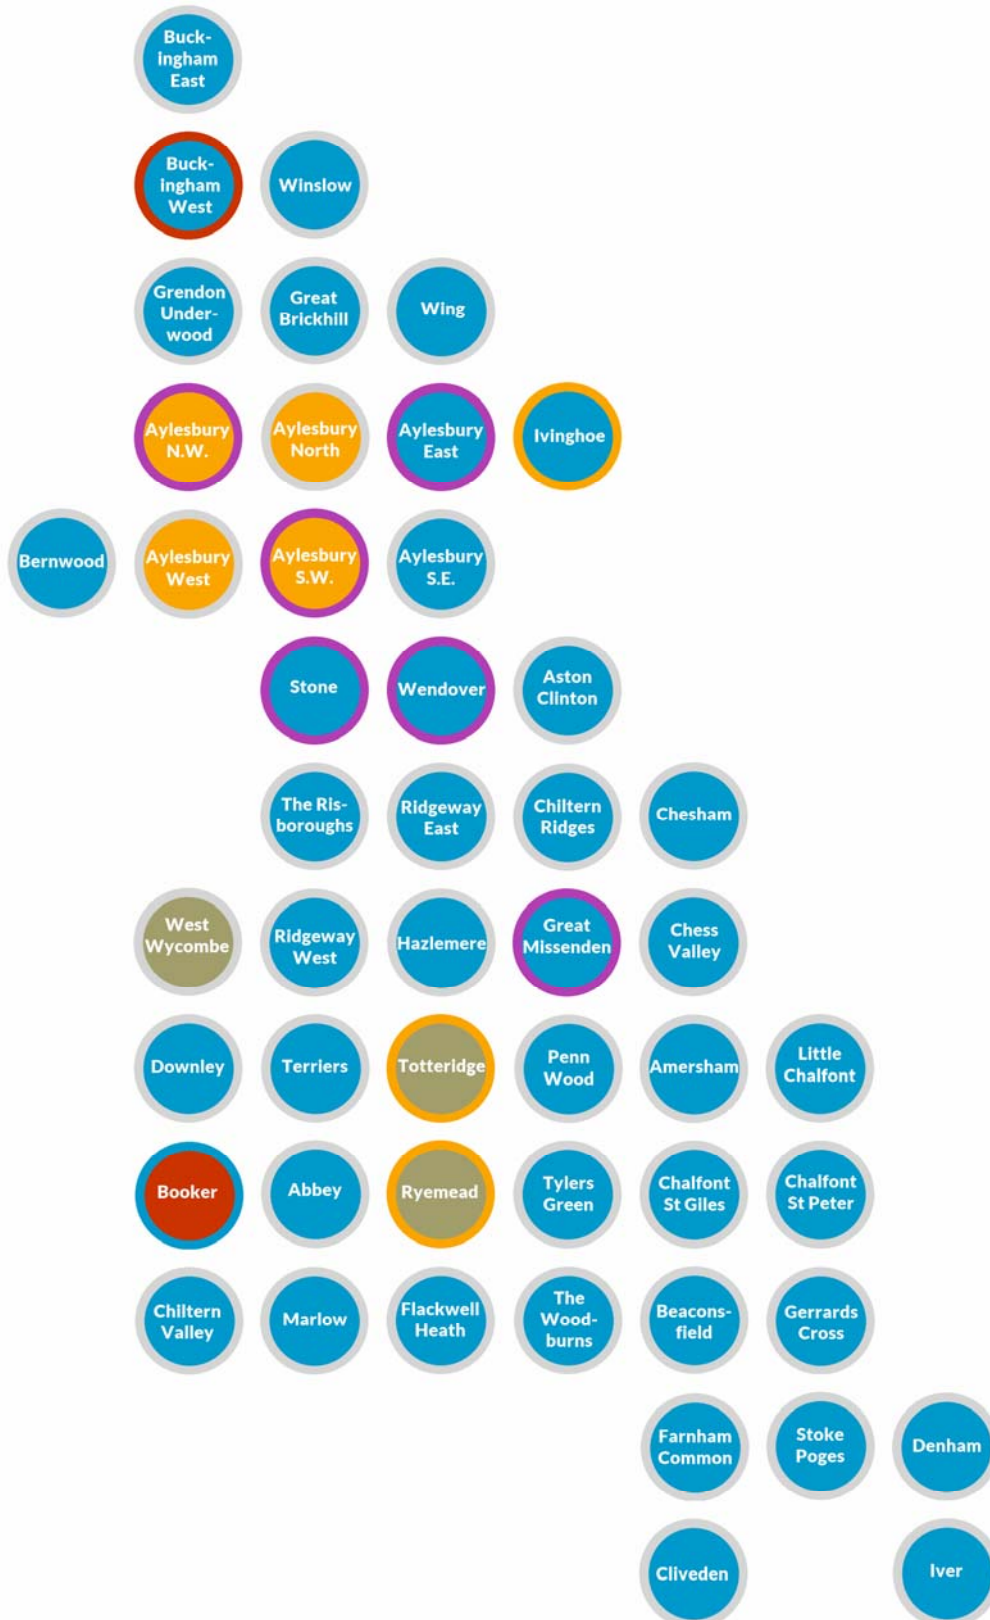 Buck-
ingham
East
Buck-
ingham
West
Winslow
Grendon
Under-
wood
Great
Brickhill
Wing
Aylesbury
N.W.
Aylesbury
North
Aylesbury
East
Ivinghoe
Bernwood
Aylesbury
West
Aylesbury
S.W.
Aylesbury
S.E.
Stone
Wendover
Aston
Clinton
The Ris-
boroughs
Ridgeway
East
Chiltern
Ridges
Chesham
West
Wycombe
Ridgeway
West
Hazlemere
Great
Missenden
Chess
Valley
Downley
Terriers
Totteridge
Penn
Wood
Amersham
Little
Chalfont
Booker
Abbey
Ryemead
Tylers
Green
Chalfont
St Giles
Chalfont
St Peter
Chiltern
Valley
Marlow
Flackwell
Heath
The
Wood-
burns
Beacons-
field
Gerrards
Cross
Farnham
Common
Stoke
Poges
Denham
Cliveden
Iver